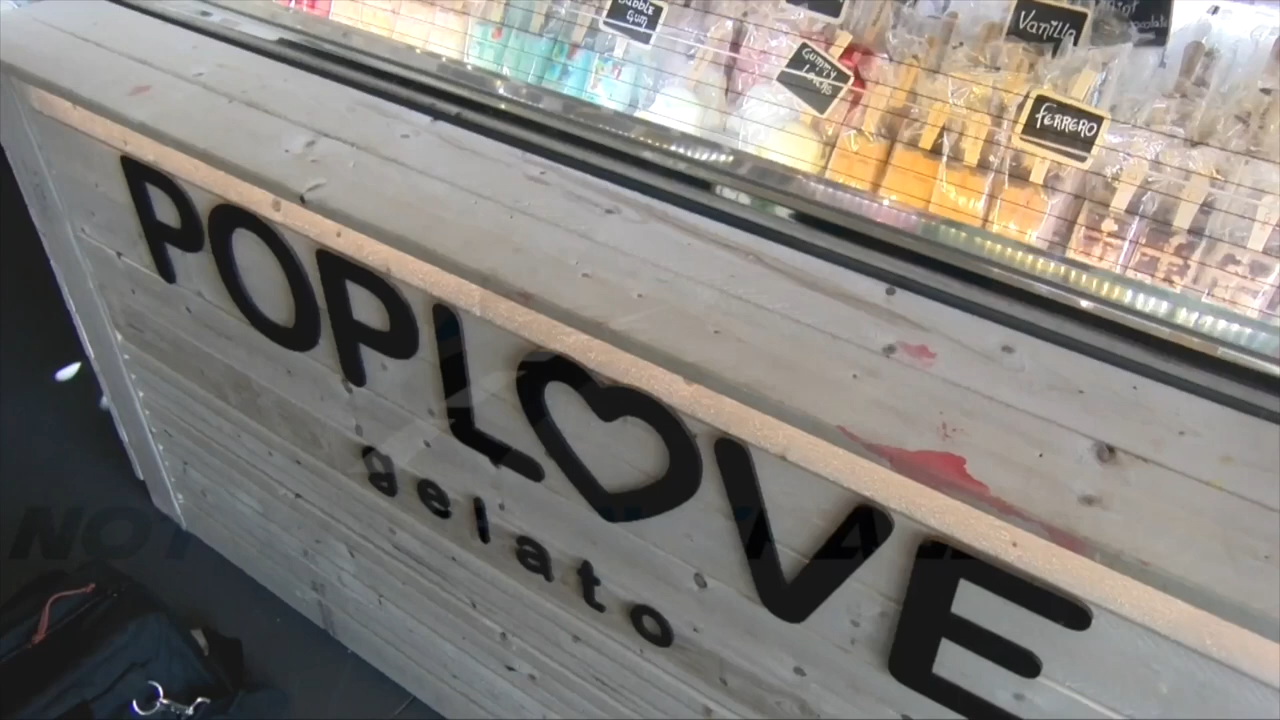 BUBBLE
GUM
Vanilla
GUMMY
FERRERO
POPLOVE
gelato